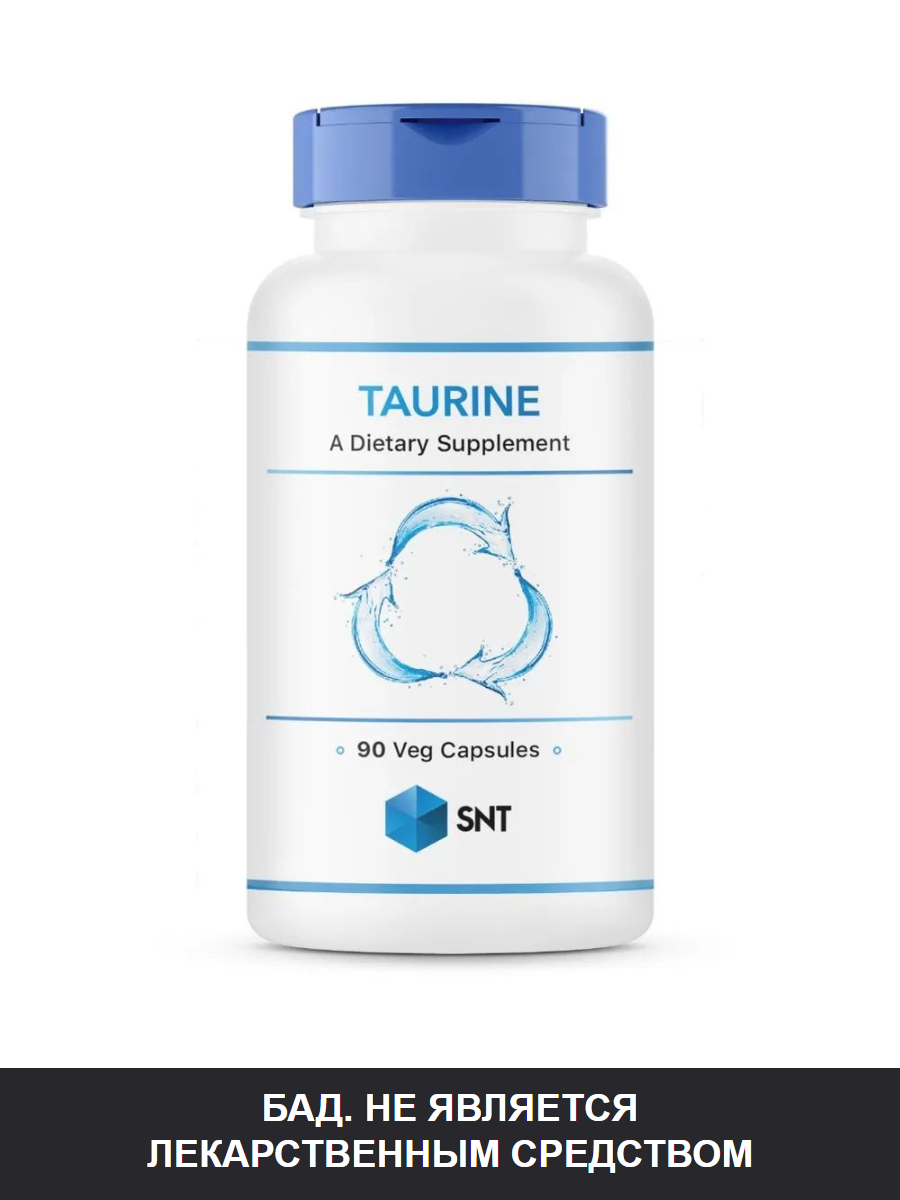 TAURINE
A Dietary Supplement
90 Veg Capsules
SNT
БАД. НЕ ЯВЛЯЕТСЯ
ЛЕКАРСТВЕННЫМ СРЕДСТВОМ